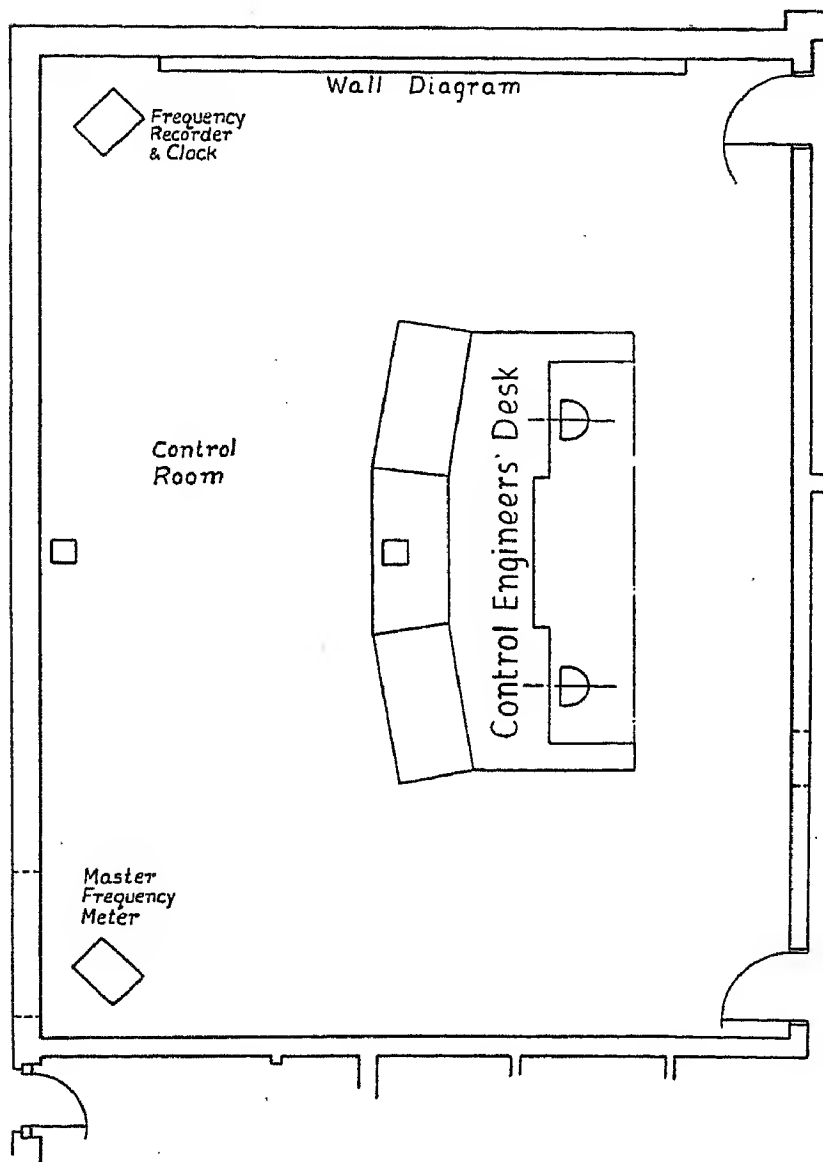 Wall Diagram
Frequency
Recorder
& Clock
Control
Room
Control Engineers' Desk
Master
Frequency
Meter